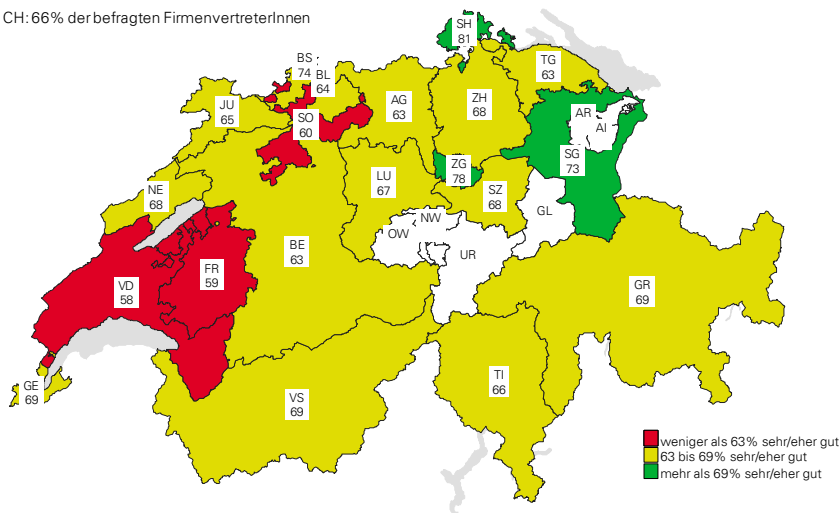 CH: 66% der befragten FirmenvertreterInnen
SH
81
BS
74
BL
64
TG
63
JU
65
AG
63
ZH
68
SO
60
AR
AI
ZG
78
SG
73
LU
67
SZ
68
NE
68
NW
GL
OW
UR
BE
63
FR
59
VD
58
GR
69
GE
69
VS
69
TI
66
weniger als 63% sehr/eher gut
63 bis 69% sehr/eher gut
mehr als 69% sehr/eher gut